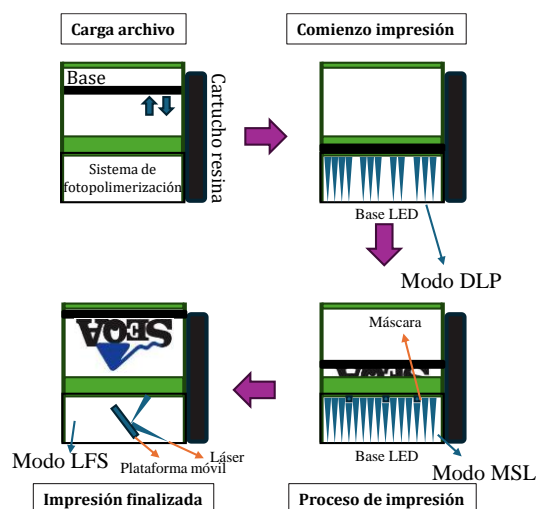 Carga archivo
Comienzo impresión
Base
Cartucho resina
Sistema de
fotopolimerización
Base LED
Modo DLP
SEQA
Máscara
Modo LFS
Láser
Plataforma móvil
Base LED
Modo MSL
Impresión finalizada
Proceso de impresión